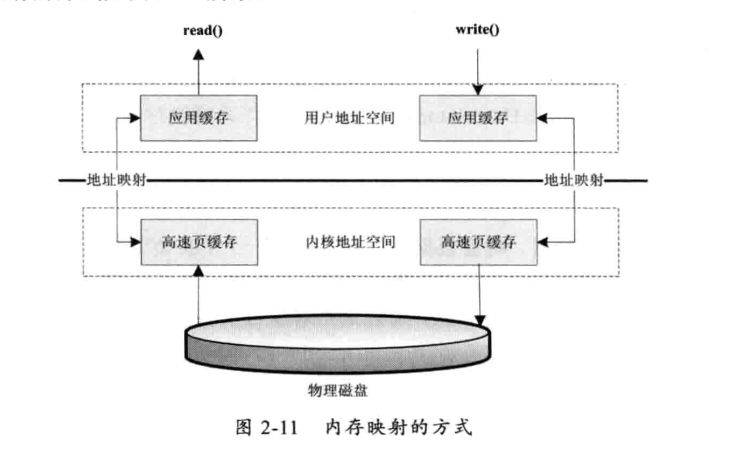 read()
write()
应用缓存
用户地址空间
应用缓存
地址映射
地址映射
高速页缓存
内核地址空间
高速页缓存
物理磁盘
图 2-11 内存映射的方式